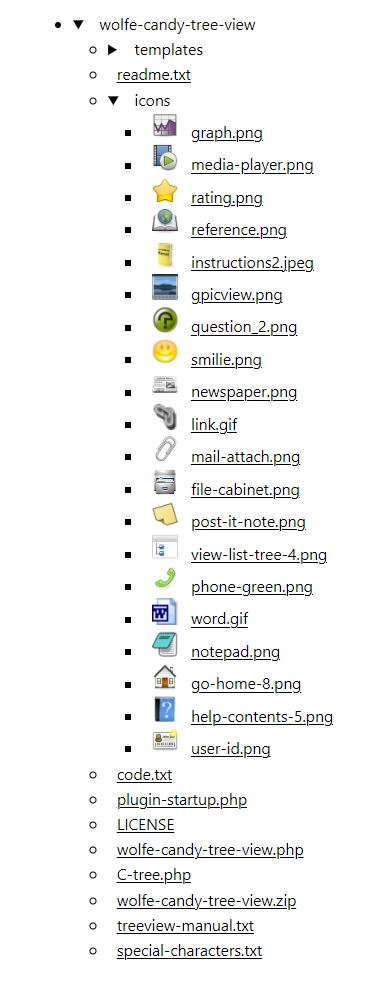 wolfe-candy-tree-view
templates
readme.txt
icons
graph.png
media-player.png
rating.png
reference.png
instructions2.jpeg
gpicview.png
question_2.png
smilie.png
newspaper.png
link.gif
mail-attach.png
file-cabinet.png
post-it-note.png
view-list-tree-4.png
phone-green.png
word.gif
notepad.png
go-home-8.png
help-contents-5.png
user-id.png
code.txt
plugin-startup.php
LICENSE
wolfe-candy-tree-view.php
C-tree.php
wolfe-candy-tree-view.zip
treeview-manual.txt
special-characters.txt